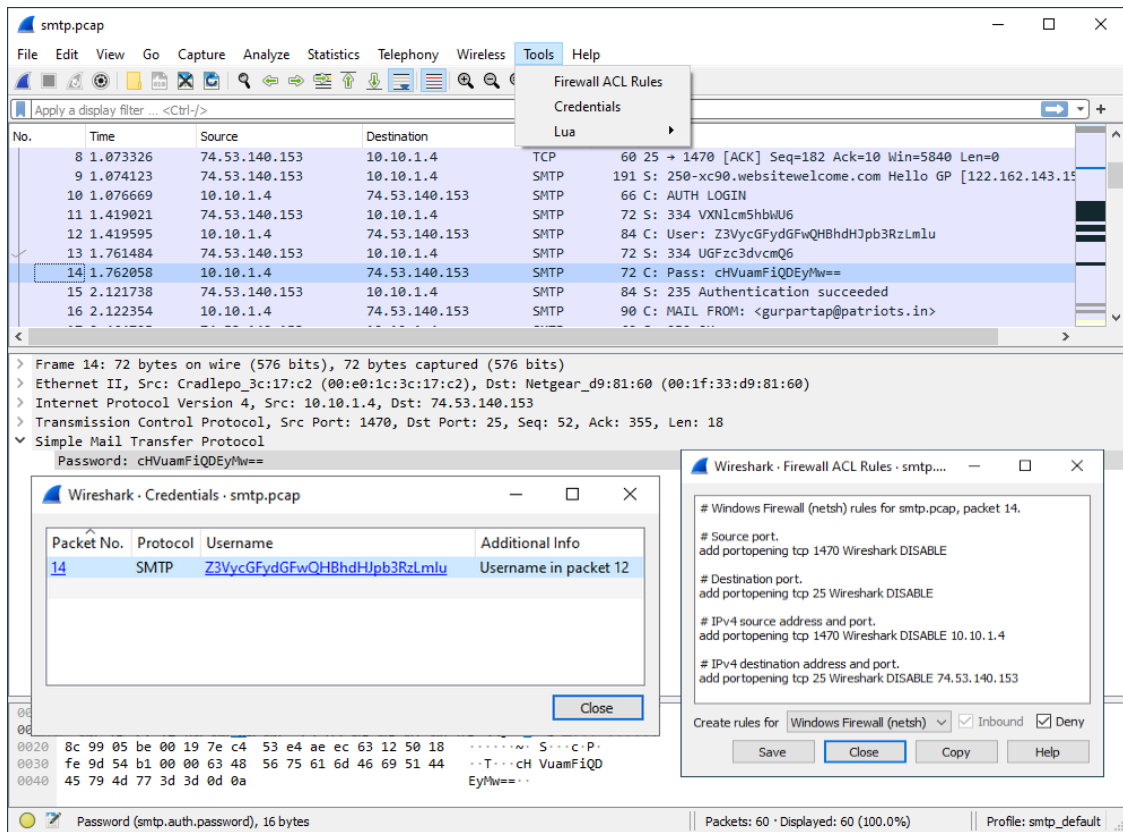 smtp.pcap
File Edit View Go Capture Analyze Statistics Telephony Wireless Tools Help
Firewall ACL Rules
Credentials
Lua
Apply a display filter ... <Ctrl-/>
No. Time Source Destination
8 1.073326 74.53.140.153 10.10.1.4 TCP 60 25 → 1470 [ACK] Seq=182 Ack=10 Win=5840 Len=0
9 1.074123 74.53.140.153 10.10.1.4 SMTP 191 S: 250-xc90.websitewelcome.com Hello GP [122.162.143.15
10 1.076669 10.10.1.4 74.53.140.153 SMTP 66 C: AUTH LOGIN
11 1.419021 74.53.140.153 10.10.1.4 SMTP 72 S: 334 VXNlcm5hbWU6
12 1.419595 10.10.1.4 74.53.140.153 SMTP 84 C: User: Z3VycGFydGFwQHBhdHJpb3RzLmlu
13 1.761484 74.53.140.153 10.10.1.4 SMTP 72 S: 334 UGFzc3dvcmQ6
14 1.762058 10.10.1.4 74.53.140.153 SMTP 72 C: Pass: cHVuamFiQDEyMw==
15 2.121738 74.53.140.153 10.10.1.4 SMTP 84 S: 235 Authentication succeeded
16 2.122354 10.10.1.4 74.53.140.153 SMTP 90 C: MAIL FROM: <gurpartap@patriots.in>
Frame 14: 72 bytes on wire (576 bits), 72 bytes captured (576 bits)
Ethernet II, Src: Cradlepo_3c:17:c2 (00:e0:1c:3c:17:c2), Dst: Netgear_d9:81:60 (00:1f:33:d9:81:60)
Internet Protocol Version 4, Src: 10.10.1.4, Dst: 74.53.140.153
Transmission Control Protocol, Src Port: 1470, Dst Port: 25, Seq: 52, Ack: 355, Len: 18
Simple Mail Transfer Protocol
Password: cHVuamFiQDEyMw==
Wireshark · Credentials · smtp.pcap
Packet No. Protocol Username Additional Info
14 SMTP Z3VycGFydGFwQHBhdHJpb3RzLmlu Username in packet 12
Close
Wireshark · Firewall ACL Rules · smtp....
# Windows Firewall (netsh) rules for smtp.pcap, packet 14.
# Source port.
add portopening tcp 1470 Wireshark DISABLE
# Destination port.
add portopening tcp 25 Wireshark DISABLE
# IPv4 source address and port.
add portopening tcp 1470 Wireshark DISABLE 10.10.1.4
# IPv4 destination address and port.
add portopening tcp 25 Wireshark DISABLE 74.53.140.153
Create rules for Windows Firewall (netsh) Inbound Deny
Save Close Copy Help
0020 8c 99 05 be 00 19 7e c4 53 e4 ae ec 63 12 50 18 ······~· S···c·P·
0030 fe 9d 54 b1 00 00 63 48 56 75 61 6d 46 69 51 44 ··T···cH VuamFiQD
0040 45 79 4d 77 3d 3d 0d 0a EyMw==··
Password (smtp.auth.password), 16 bytes
Packets: 60 · Displayed: 60 (100.0%)
Profile: smtp_default